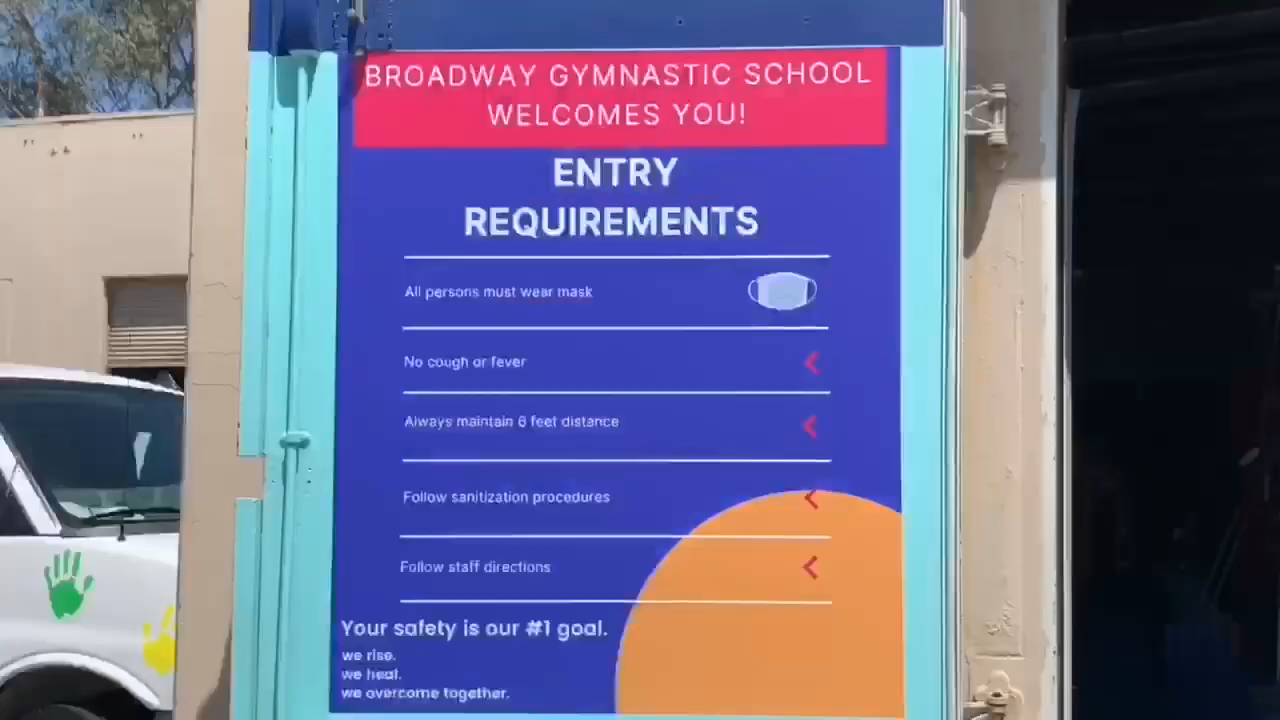 BROADWAY GYMNASTIC SCHOOL
WELCOMES YOU!
ENTRY
REQUIREMENTS
All persons must wear mask
No cough or fever
Always maintain 6 feet distance
Follow sanitization procedures
Follow staff directions
Your safety is our #1 goal.
we rise.
we heal.
we overcome together.